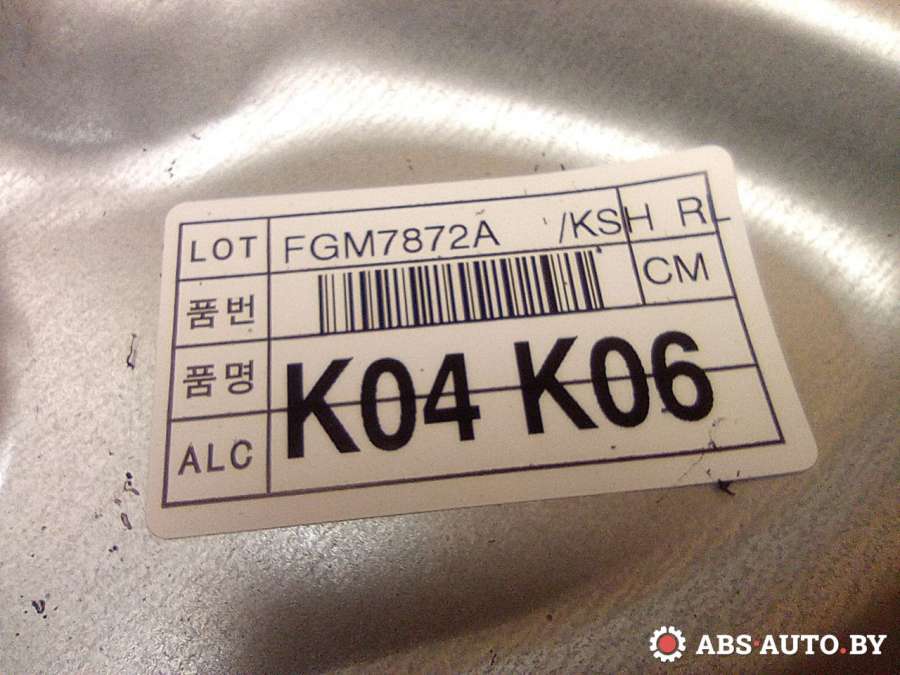 LOT FGM7872A /KSH RL
품번 CM
품명 K04 K06
ALC
ABS-AUTO.BY